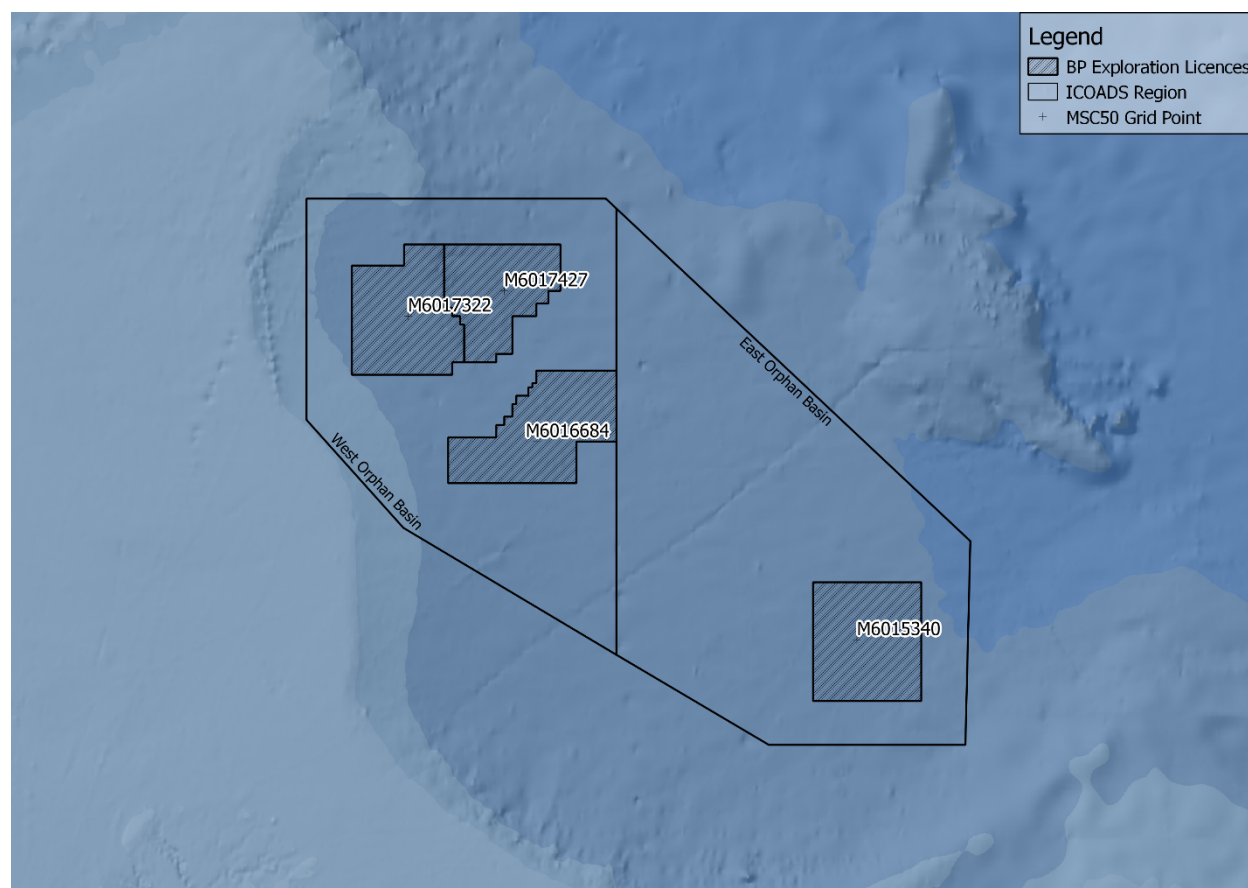 Legend
BP Exploration Licences
ICOADS Region
MSC50 Grid Point
M6017427
M6017322
East Orphan Basin
M6016684
West Orphan Basin
M6015340